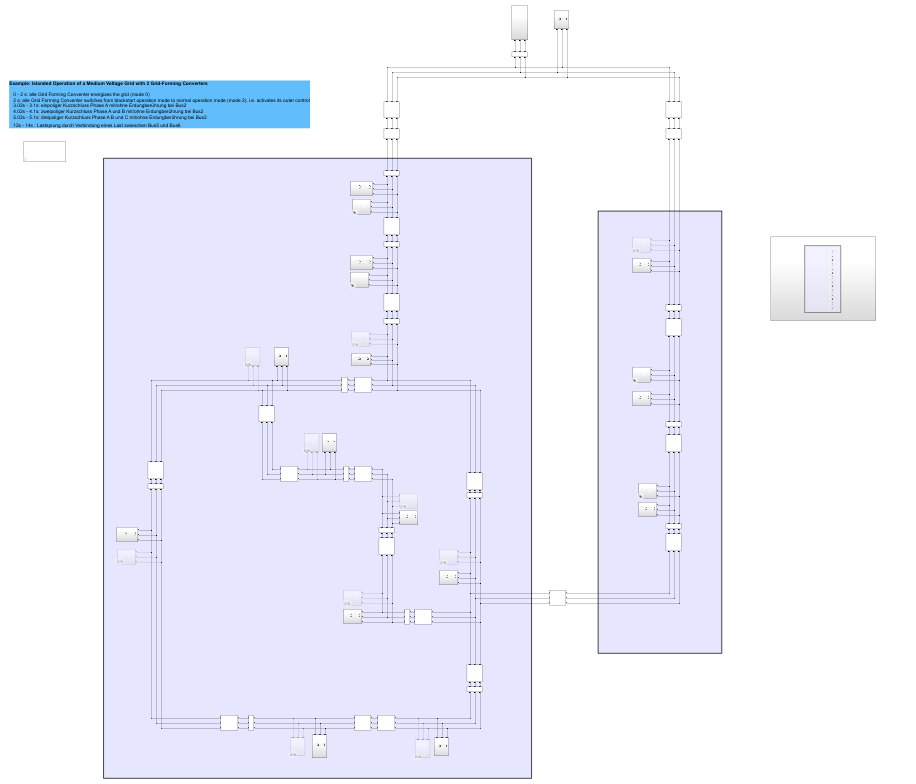 Example: Islanded Operation of a Medium Voltage Grid with 2 Grid-Forming Converters
0 - 2 s: alle Grid Forming Converter energizes the grid (mode 0)
2 s: alle Grid Forming Converter switches from blackstart operation mode to normal operation mode (mode 2), i.e. activates its outer control
3.02s - 3.1s: einpoliger Kurzschluss Phase A mit/ohne Erdungberührung bei Bus2
4.02s - 4.1s: zweipoliger Kurzschluss Phase A und B mit/ohne Erdungberührung bei Bus2
5.02s - 5.1s: dreipoliger Kurzschluss Phase A B und C mit/ohne Erdungberührung bei Bus2
12s - 14s : Lastsprung durch Verbindung eines Last zwieschen Bus5 und Bus6